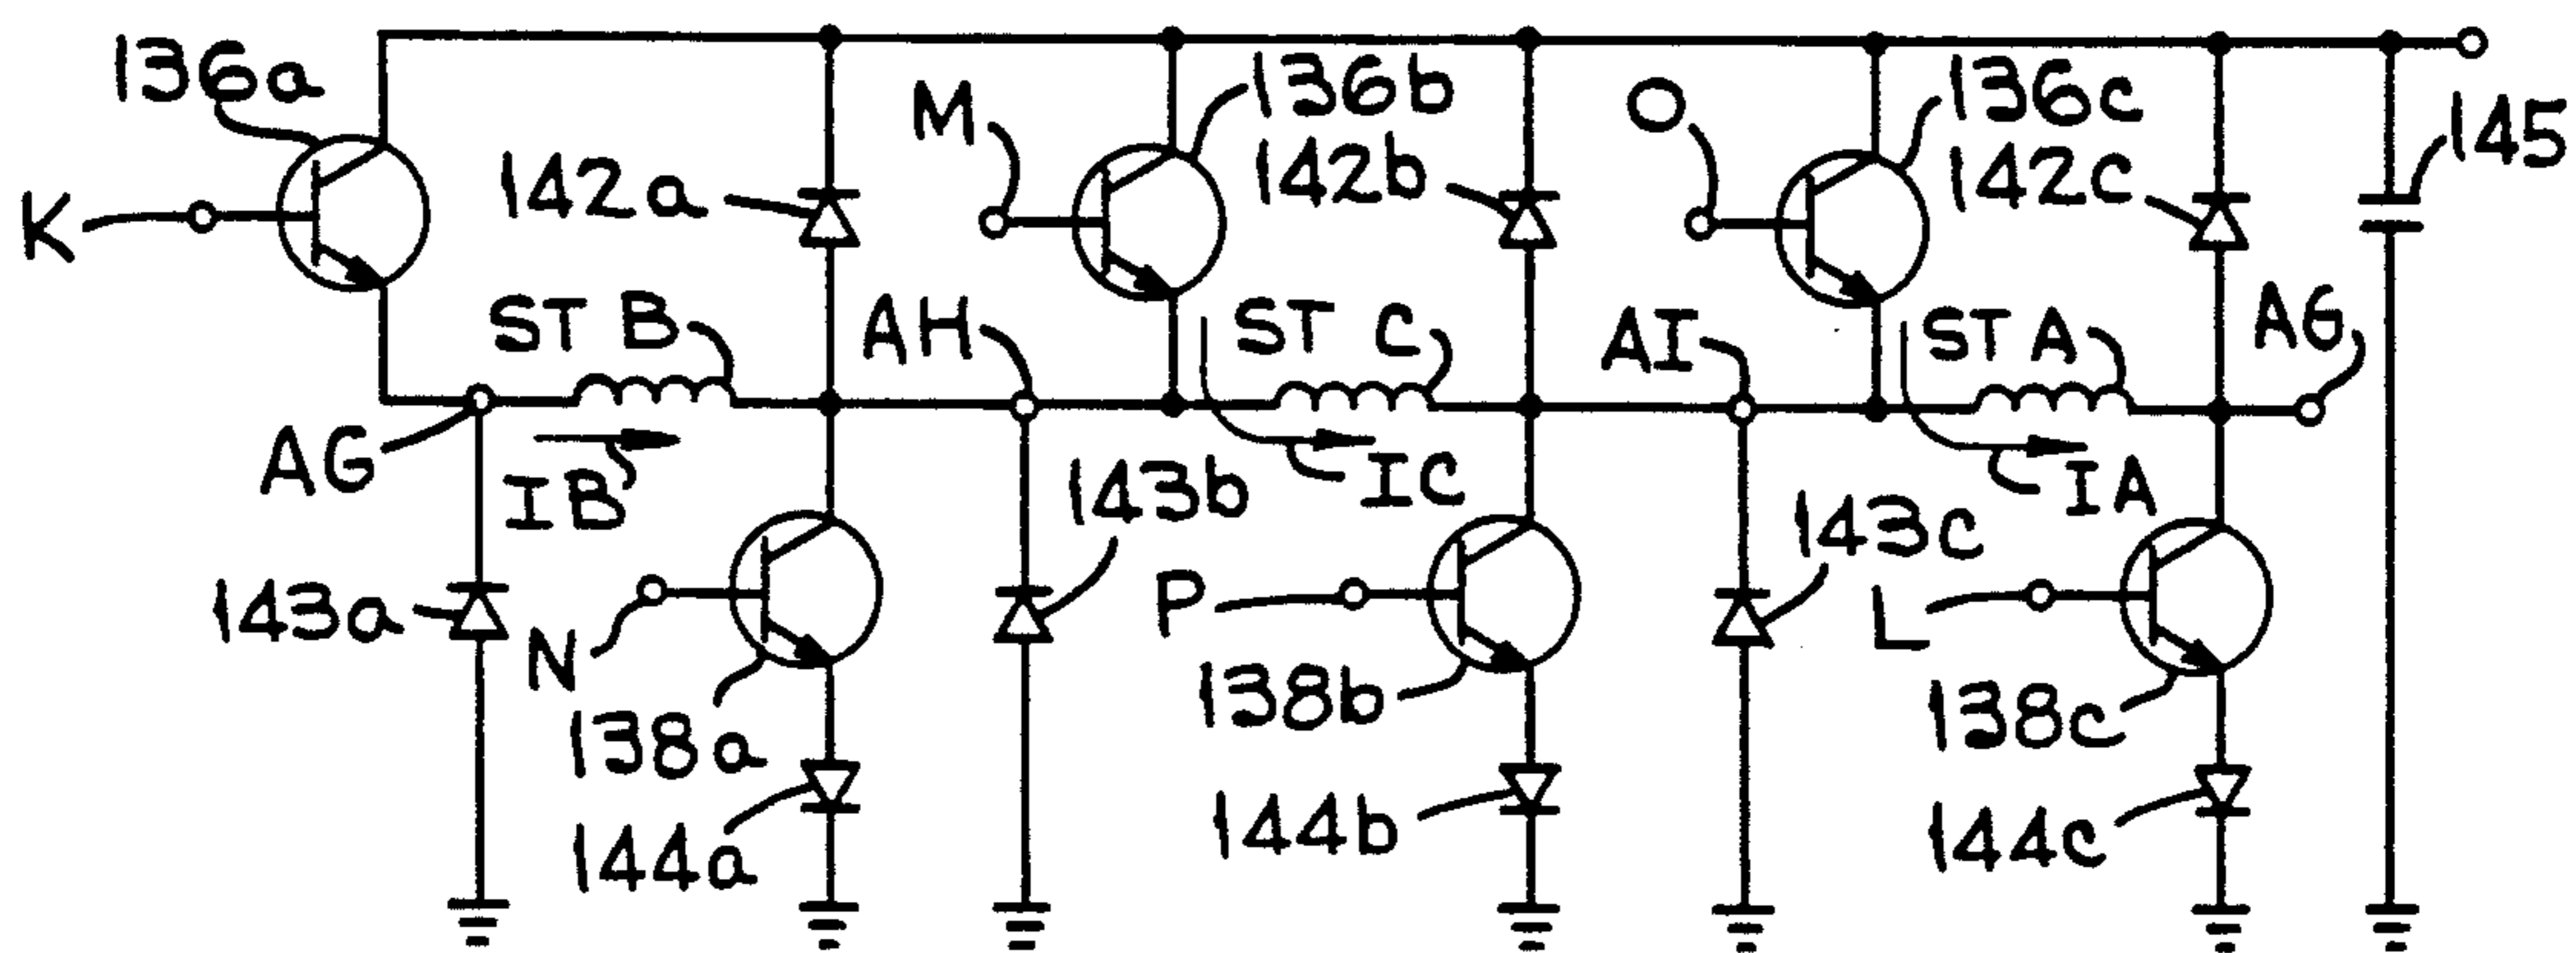 136a
M
136b
O
136c
145
K
142a
142b
142c
ST B
AH
ST C
AI
ST A
AG
AG
IB
143b
IC
143c
IA
143a
N
P
L
138a
138b
138c
144a
144b
144c